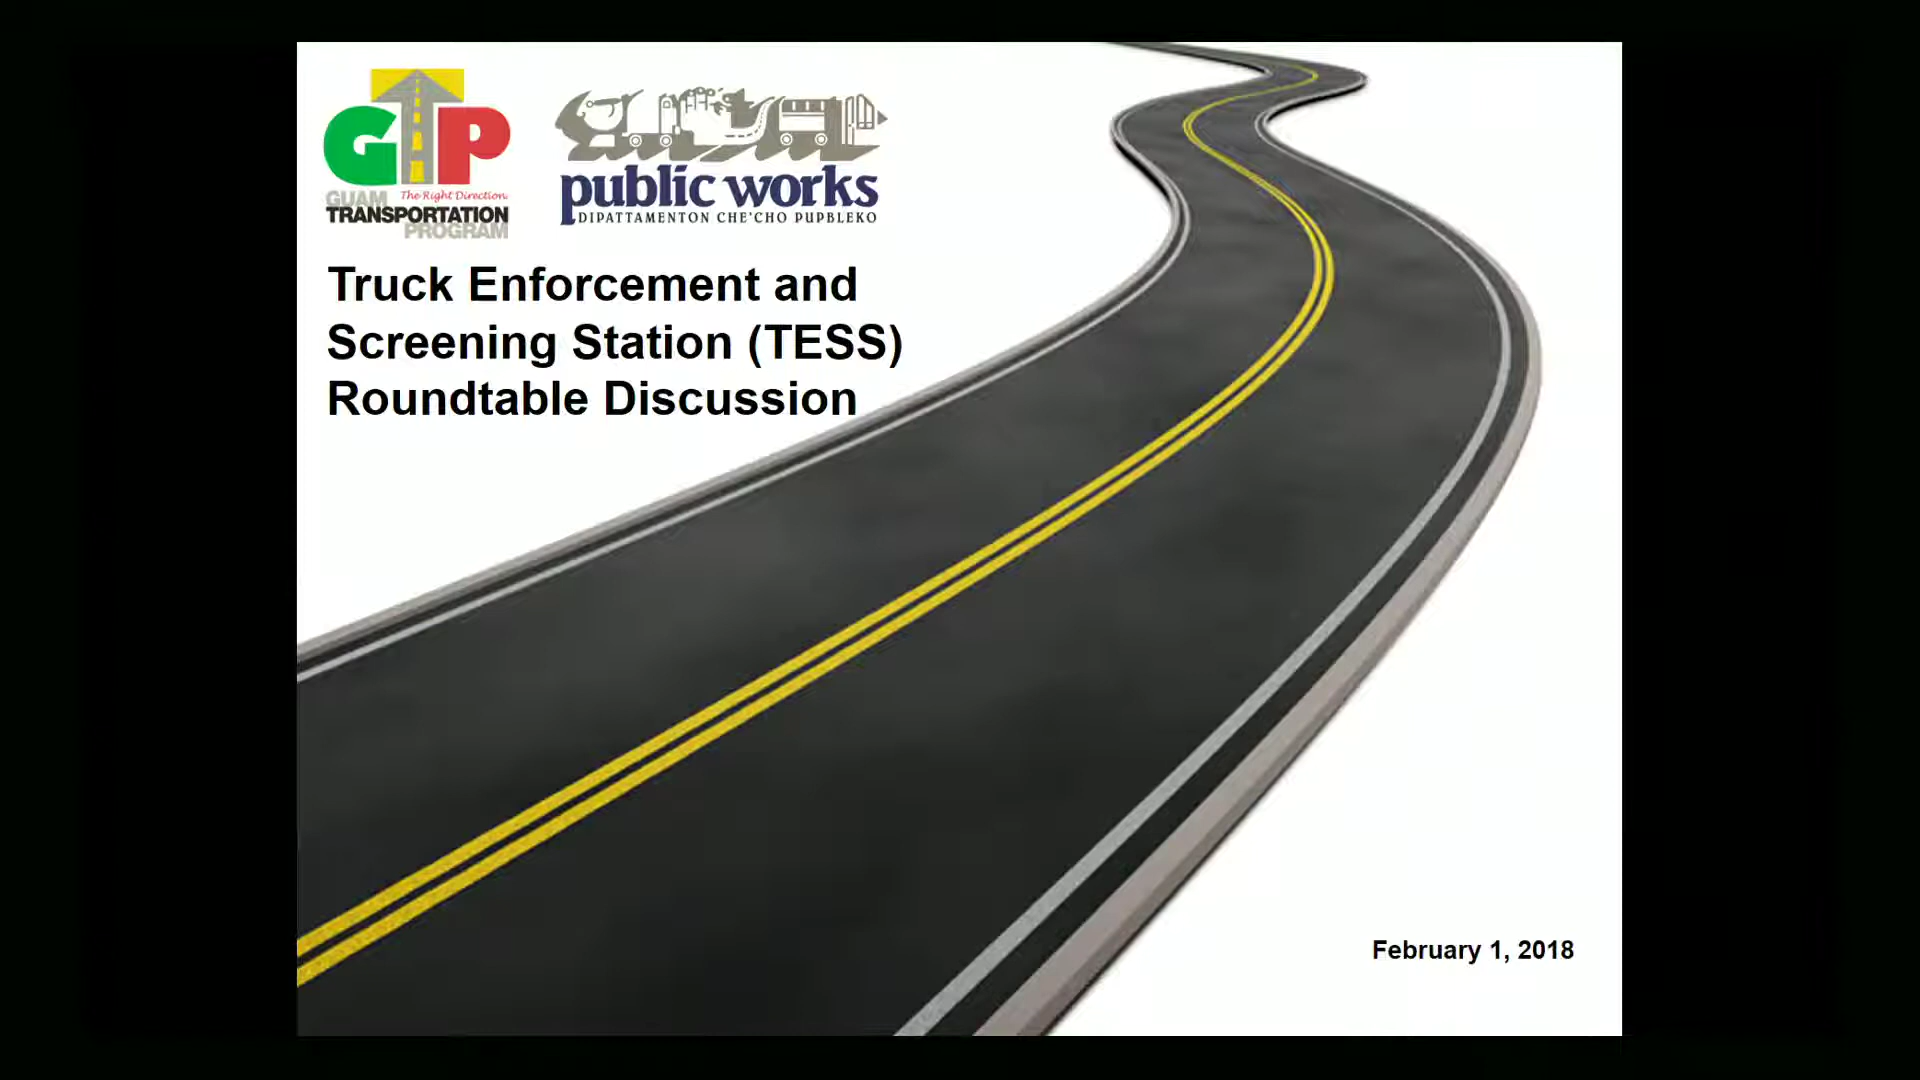 GTP
GUAM The Right Direction.
TRANSPORTATION
PROGRAM
public works
DIPATTAMENTON CHE'CHO PUPBLEKO
Truck Enforcement and
Screening Station (TESS)
Roundtable Discussion
February 1, 2018